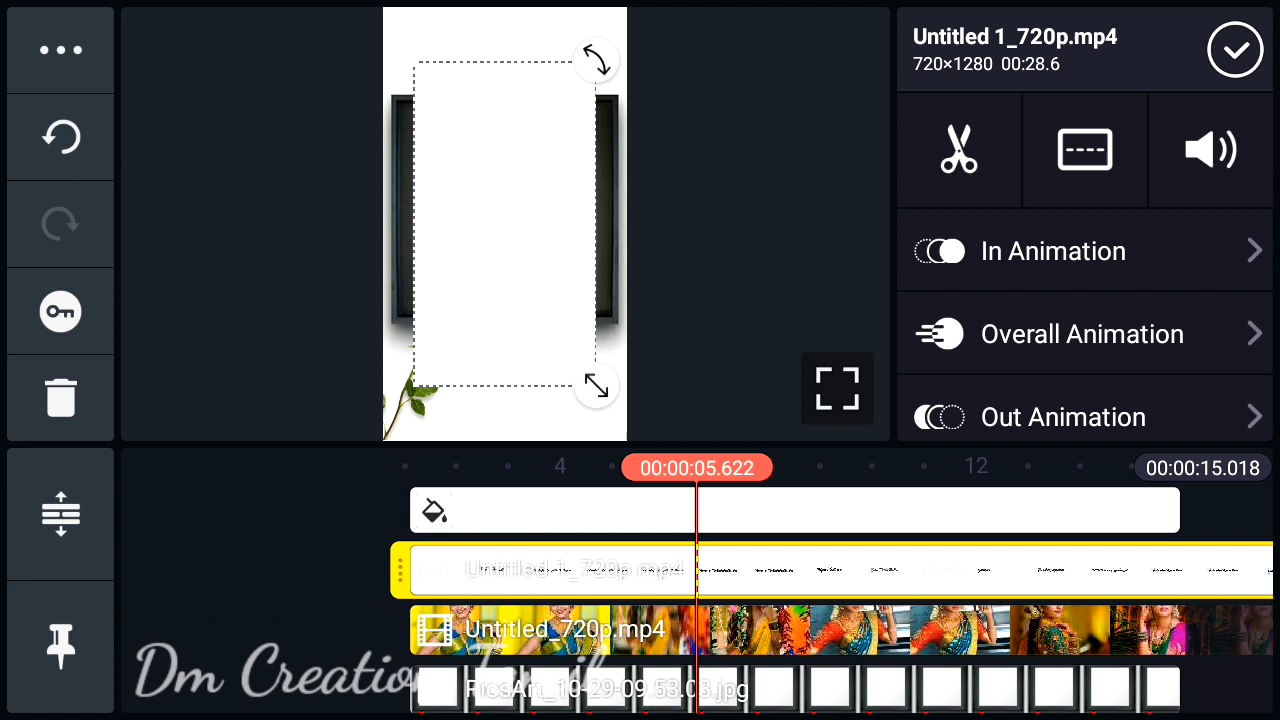 Untitled 1_720p.mp4
720×1280 00:28.6
In Animation
Overall Animation
Out Animation
4
00:00:05.622
12
00:00:15.018
Untitled 1_720p.mp4
Untitled_720p.mp4
Dm Creation
PicsArt_10-29-09.53.03.jpg